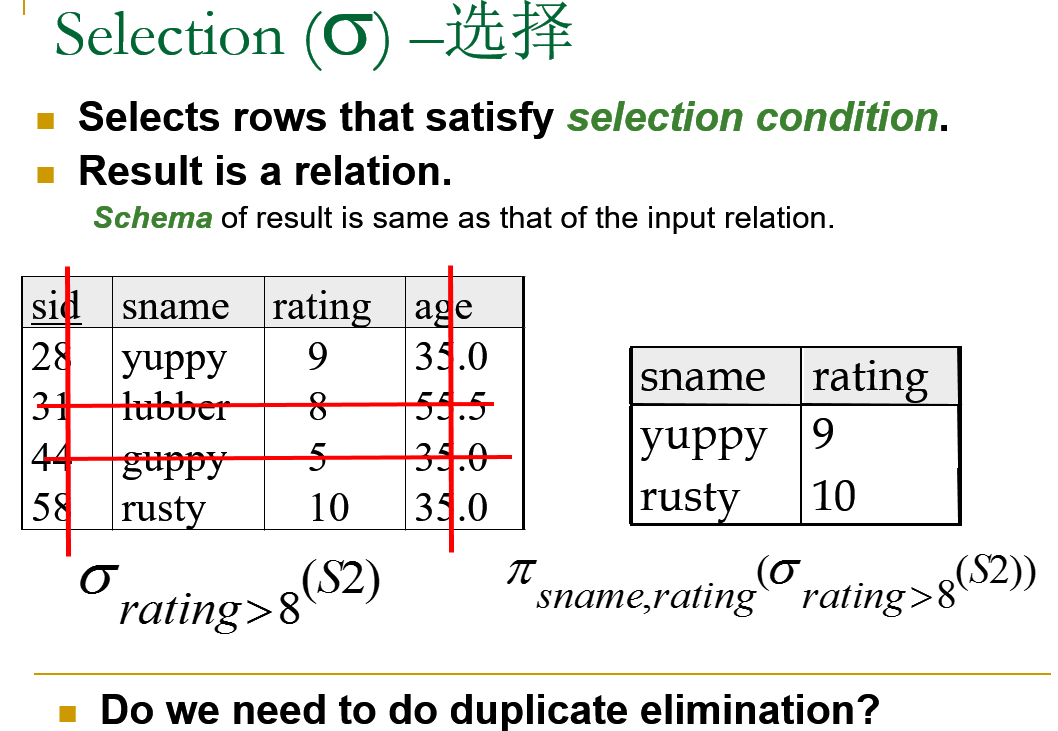 Selection (σ) –选择
Selects rows that satisfy selection condition.
Result is a relation.
Schema of result is same as that of the input relation.
sid sname rating age
28 yuppy 9 35.0
31 lubber 8 55.5
44 guppy 5 35.0
58 rusty 10 35.0
sname rating
yuppy 9
rusty 10
σ rating>8 (S2)
π sname,rating (σ rating>8 (S2))
Do we need to do duplicate elimination?